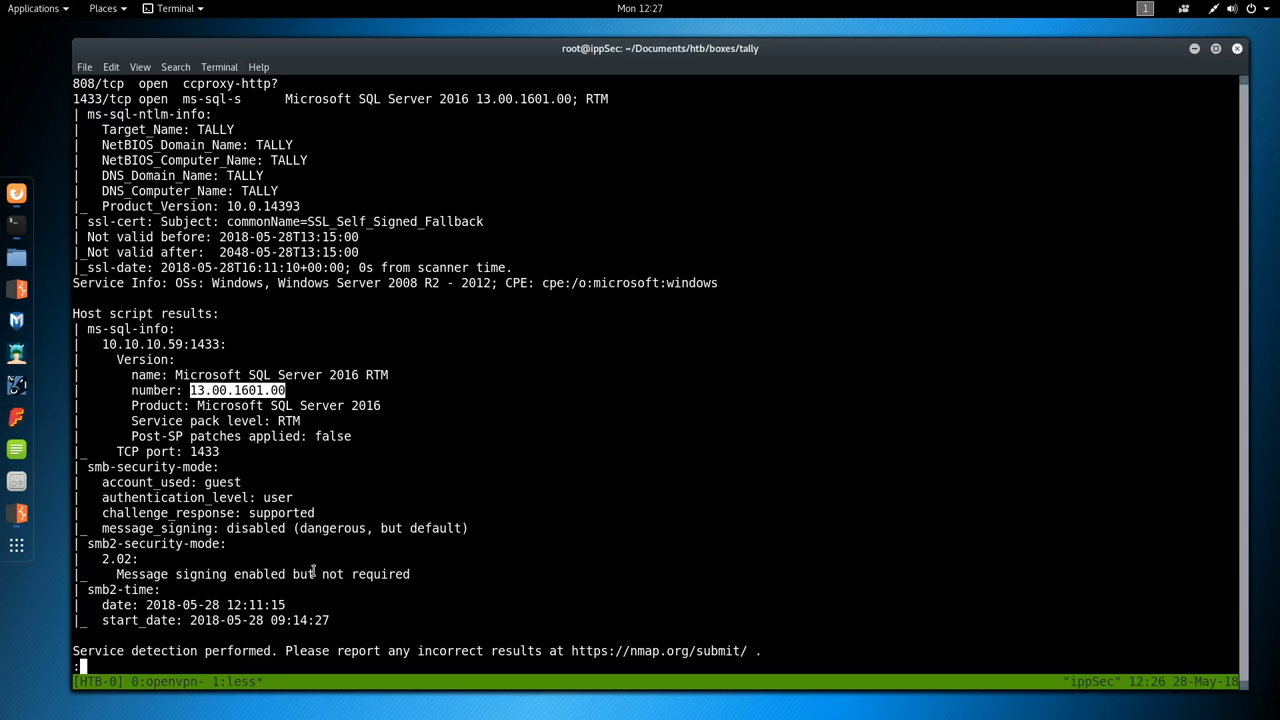 Applications Places Terminal Mon 12:27 1
root@ippSec: ~/Documents/htb/boxes/tally
File Edit View Search Terminal Help
808/tcp  open  ccproxy-http?
1433/tcp open  ms-sql-s      Microsoft SQL Server 2016 13.00.1601.00; RTM
| ms-sql-ntlm-info:
|   Target_Name: TALLY
|   NetBIOS_Domain_Name: TALLY
|   NetBIOS_Computer_Name: TALLY
|   DNS_Domain_Name: TALLY
|   DNS_Computer_Name: TALLY
|_  Product_Version: 10.0.14393
| ssl-cert: Subject: commonName=SSL_Self_Signed_Fallback
| Not valid before: 2018-05-28T13:15:00
|_Not valid after:  2048-05-28T13:15:00
|_ssl-date: 2018-05-28T16:11:10+00:00; 0s from scanner time.
Service Info: OSs: Windows, Windows Server 2008 R2 - 2012; CPE: cpe:/o:microsoft:windows
Host script results:
| ms-sql-info:
|   10.10.10.59:1433:
|     Version:
|       name: Microsoft SQL Server 2016 RTM
|       number: 13.00.1601.00
|       Product: Microsoft SQL Server 2016
|       Service pack level: RTM
|       Post-SP patches applied: false
|_    TCP port: 1433
| smb-security-mode:
|   account_used: guest
|   authentication_level: user
|   challenge_response: supported
|_  message_signing: disabled (dangerous, but default)
| smb2-security-mode:
|   2.02:
|_    Message signing enabled but not required
| smb2-time:
|   date: 2018-05-28 12:11:15
|_  start_date: 2018-05-28 09:14:27
Service detection performed. Please report any incorrect results at https://nmap.org/submit/ .
:
[HTB-0] 0:openvpn- 1:less* "ippSec" 12:26 28-May-18